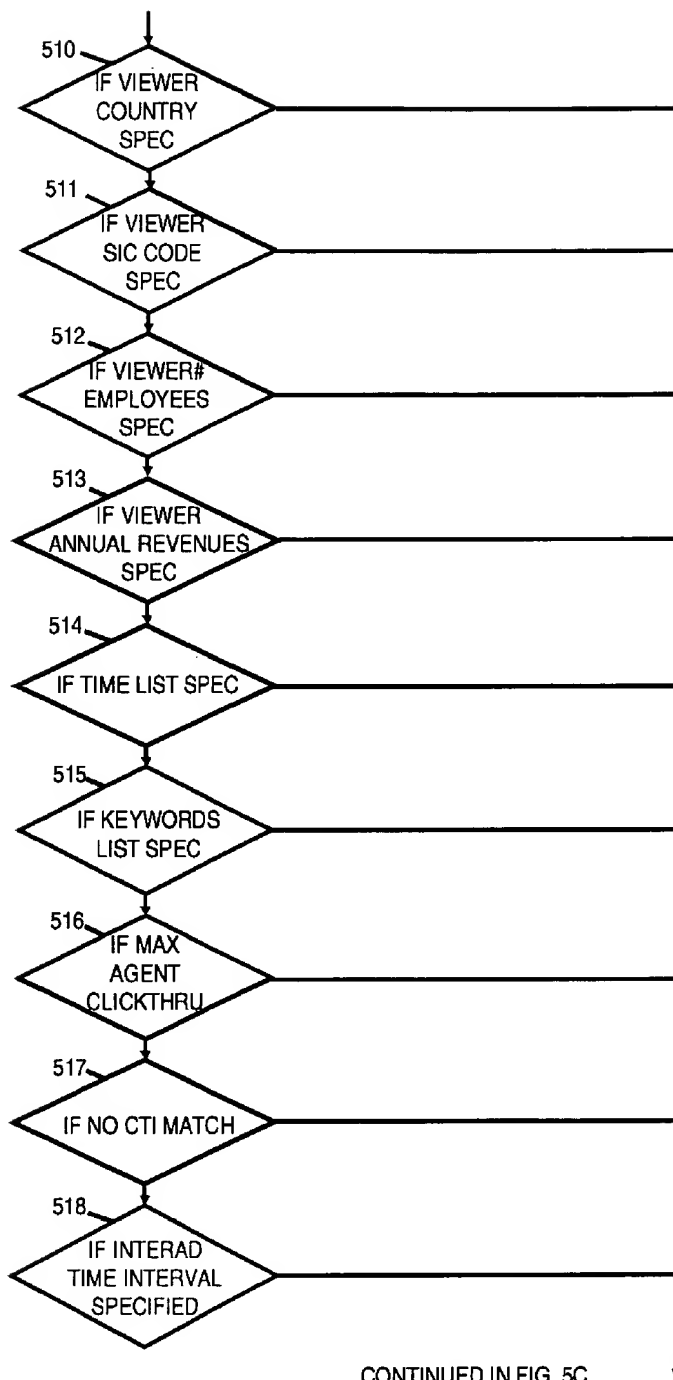 510
IF VIEWER
COUNTRY
SPEC
511
IF VIEWER
SIC CODE
SPEC
512
IF VIEWER#
EMPLOYEES
SPEC
513
IF VIEWER
ANNUAL REVENUES
SPEC
514
IF TIME LIST SPEC
515
IF KEYWORDS
LIST SPEC
516
IF MAX
AGENT
CLICKTHRU
517
IF NO CTI MATCH
518
IF INTERAD
TIME INTERVAL
SPECIFIED
CONTINUED IN FIG. 5C